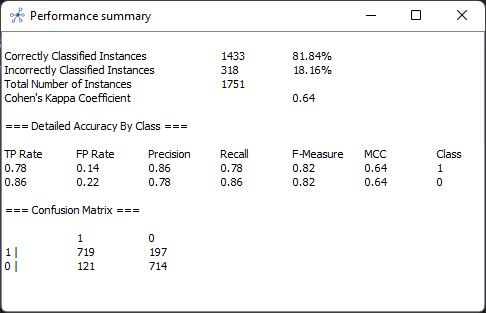 Performance summary
Correctly Classified Instances 1433 81.84%
Incorrectly Classified Instances 318 18.16%
Total Number of Instances 1751
Cohen's Kappa Coefficient 0.64
=== Detailed Accuracy By Class ===
TP Rate FP Rate Precision Recall F-Measure MCC Class
0.78 0.14 0.86 0.78 0.82 0.64 1
0.86 0.22 0.78 0.86 0.82 0.64 0
=== Confusion Matrix ===
1 0
1 | 719 197
0 | 121 714